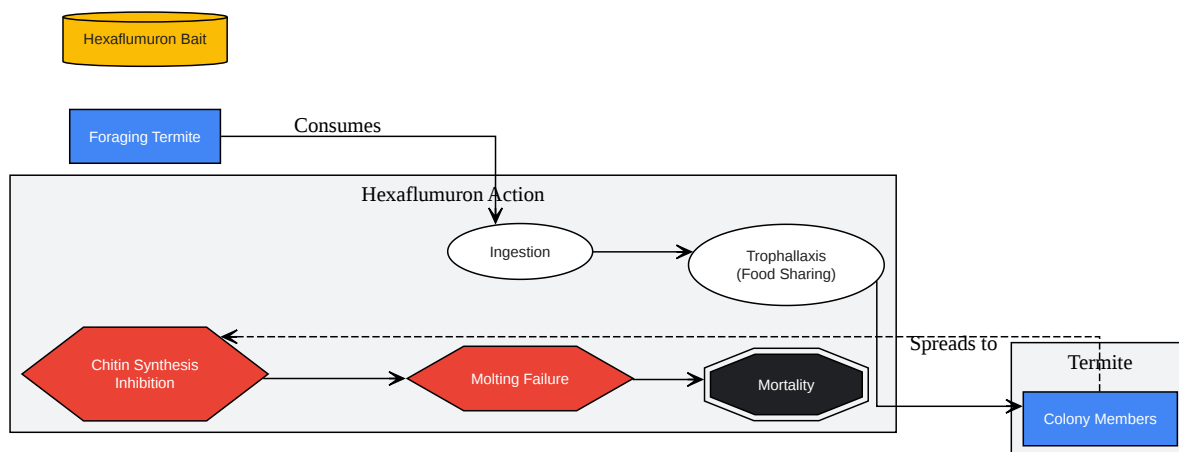 Hexaflumuron Bait
Consumes
Foraging Termite
Hexaflumuron Action
Ingestion
Trophallaxis
(Food Sharing)
Spreads to
Termite
Chitin Synthesis
Inhibition
Molting Failure
Mortality
Colony Members